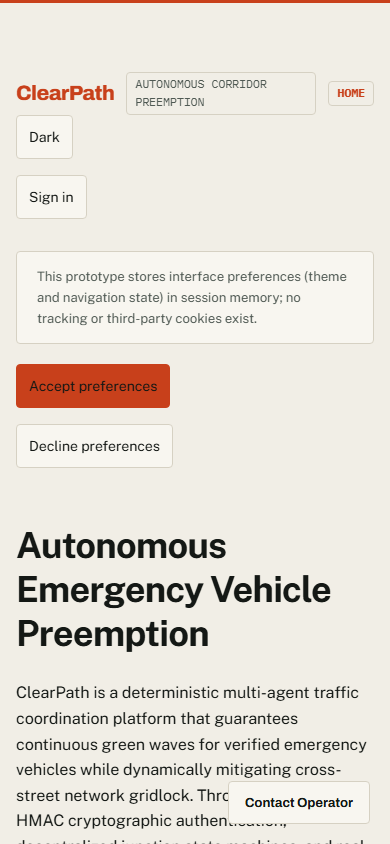 ClearPath
AUTONOMOUS CORRIDOR
PREEMPTION
HOME
Dark
Sign in
This prototype stores interface preferences (theme
and navigation state) in session memory; no
tracking or third-party cookies exist.
Accept preferences
Decline preferences
Autonomous
Emergency Vehicle
Preemption
ClearPath is a deterministic multi-agent traffic
coordination platform that guarantees
continuous green waves for verified emergency
vehicles while dynamically mitigating cross-
street network gridlock.
HMAC cryptographic authentication,
Contact Operator